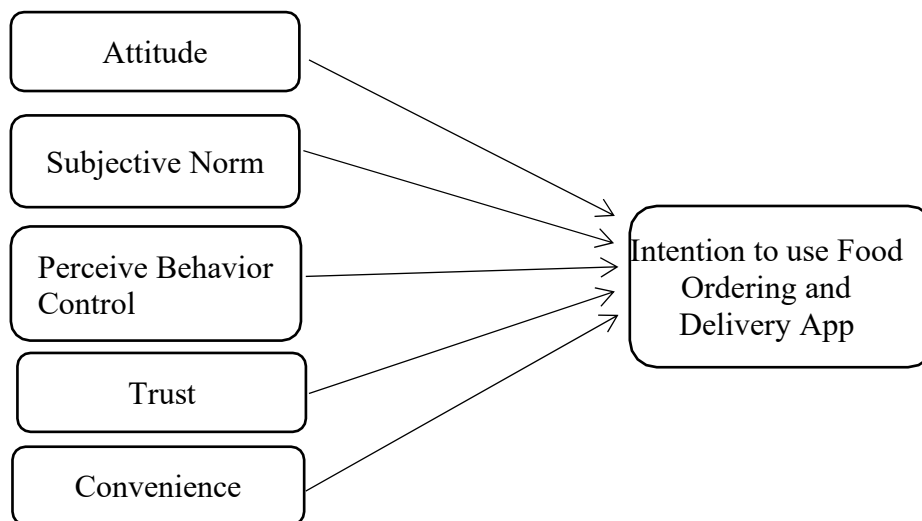 Attitude
Subjective Norm
Perceive Behavior
Control
Trust
Convenience
Intention to use Food
Ordering and
Delivery App